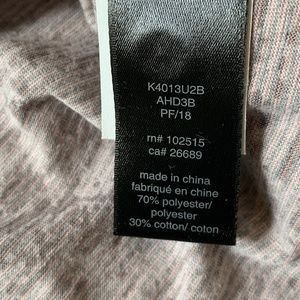 K4013U2B
AHD3B
PF/18
rn# 102515
ca# 26689
made in china
fabriqué en chine
70% polyester/
polyester
30% cotton/ coton